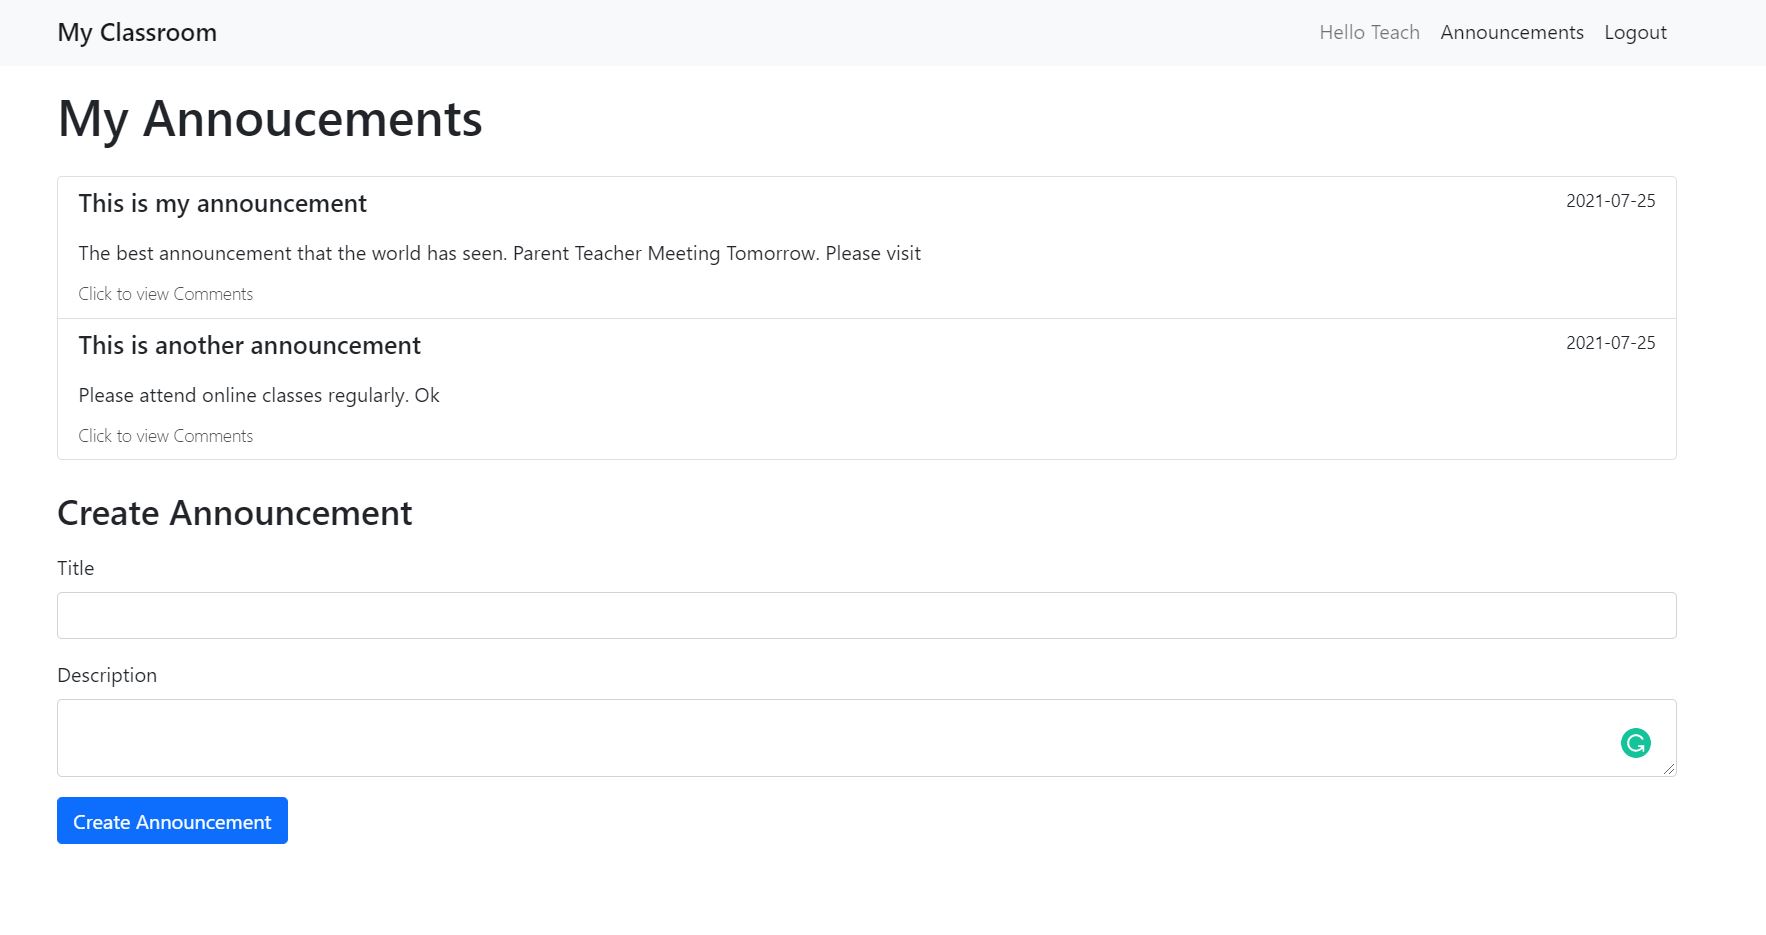 My Classroom
Hello Teach Announcements Logout
My Annoucements
This is my announcement
2021-07-25
The best announcement that the world has seen. Parent Teacher Meeting Tomorrow. Please visit
Click to view Comments
This is another announcement
2021-07-25
Please attend online classes regularly. Ok
Click to view Comments
Create Announcement
Title
Description
Create Announcement